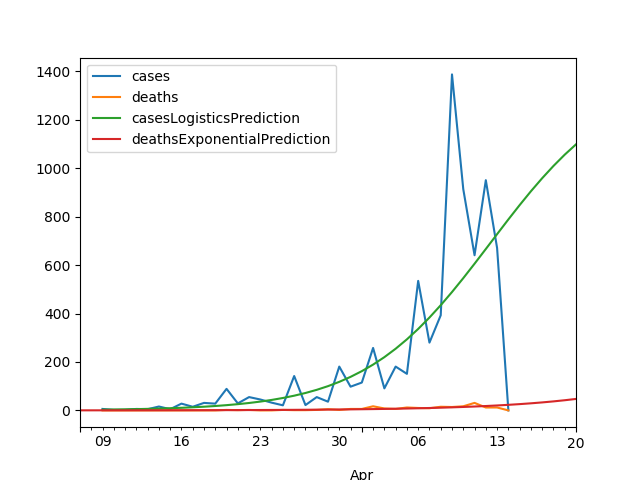 1400
1200
1000
800
600
400
200
0
cases
deaths
casesLogisticsPrediction
deathsExponentialPrediction
09 16 23 30 06 13 20
Apr